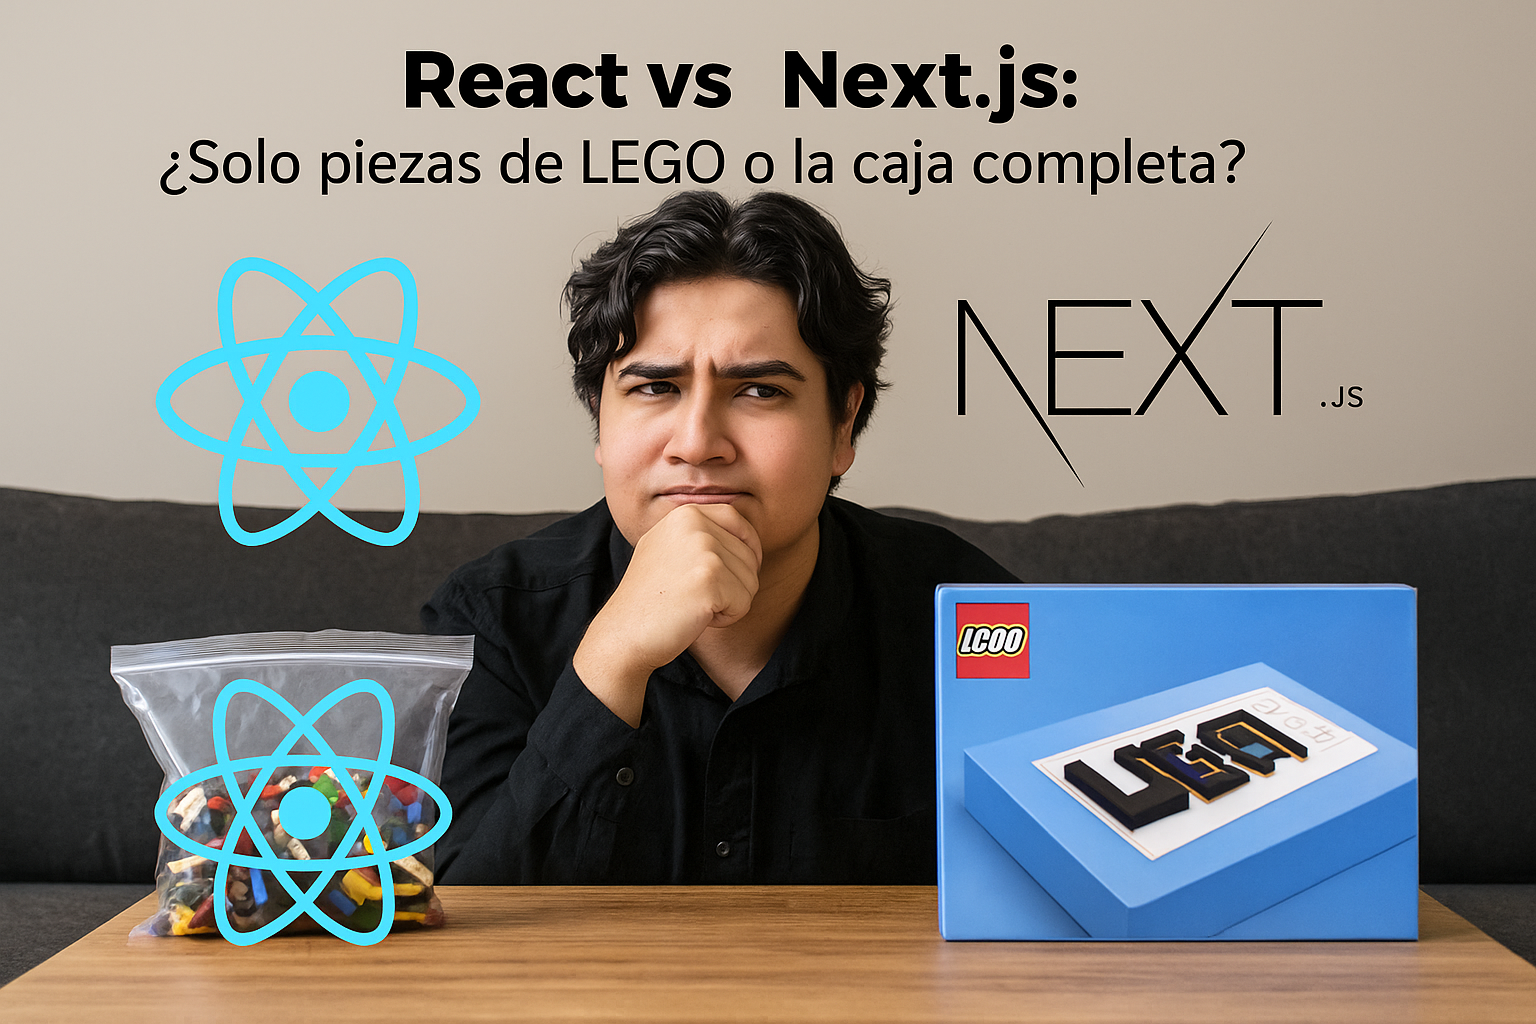 React vs Next.js:
¿Solo piezas de LEGO o la caja completa?
NEXT.JS
LCOO